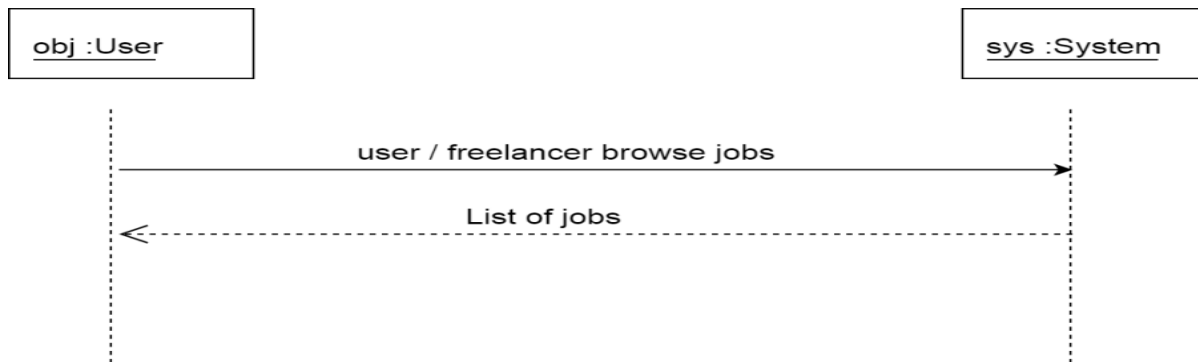 obj :User
sys :System
user / freelancer browse jobs
List of jobs